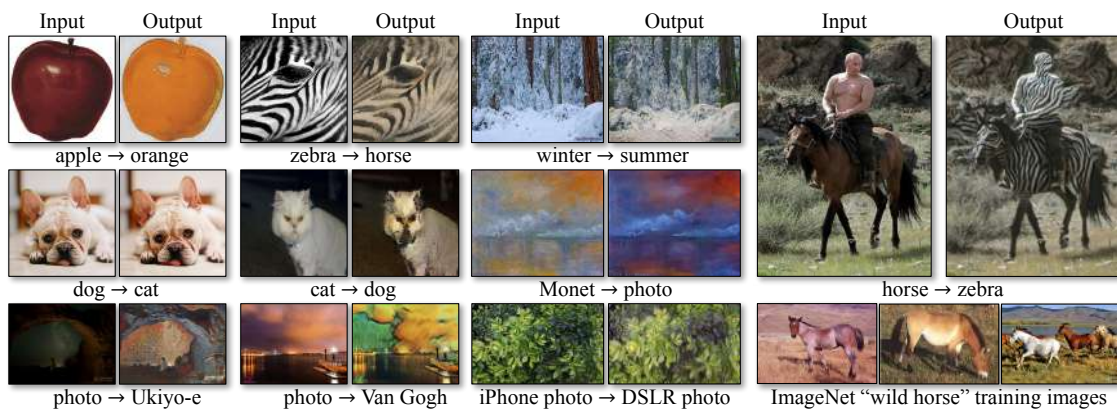 Input Output Input Output Input Output Input Output
apple → orange zebra → horse winter → summer
dog → cat cat → dog Monet → photo horse → zebra
photo → Ukiyo-e photo → Van Gogh iPhone photo → DSLR photo ImageNet “wild horse” training images